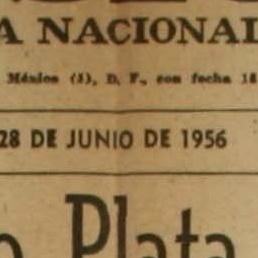 A NACIONAL
México (1), D. F., con fecha 18
28 DE JUNIO DE 1956
o Plata